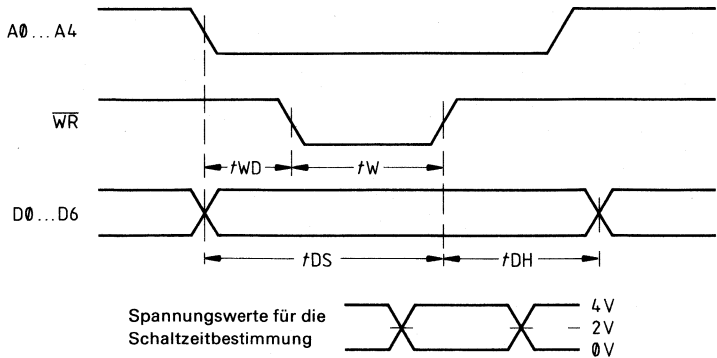 A0...A4
WR
tWD
tW
D0...D6
tDS
tDH
Spannungswerte für die
Schaltzeitbestimmung
4V
2V
0V